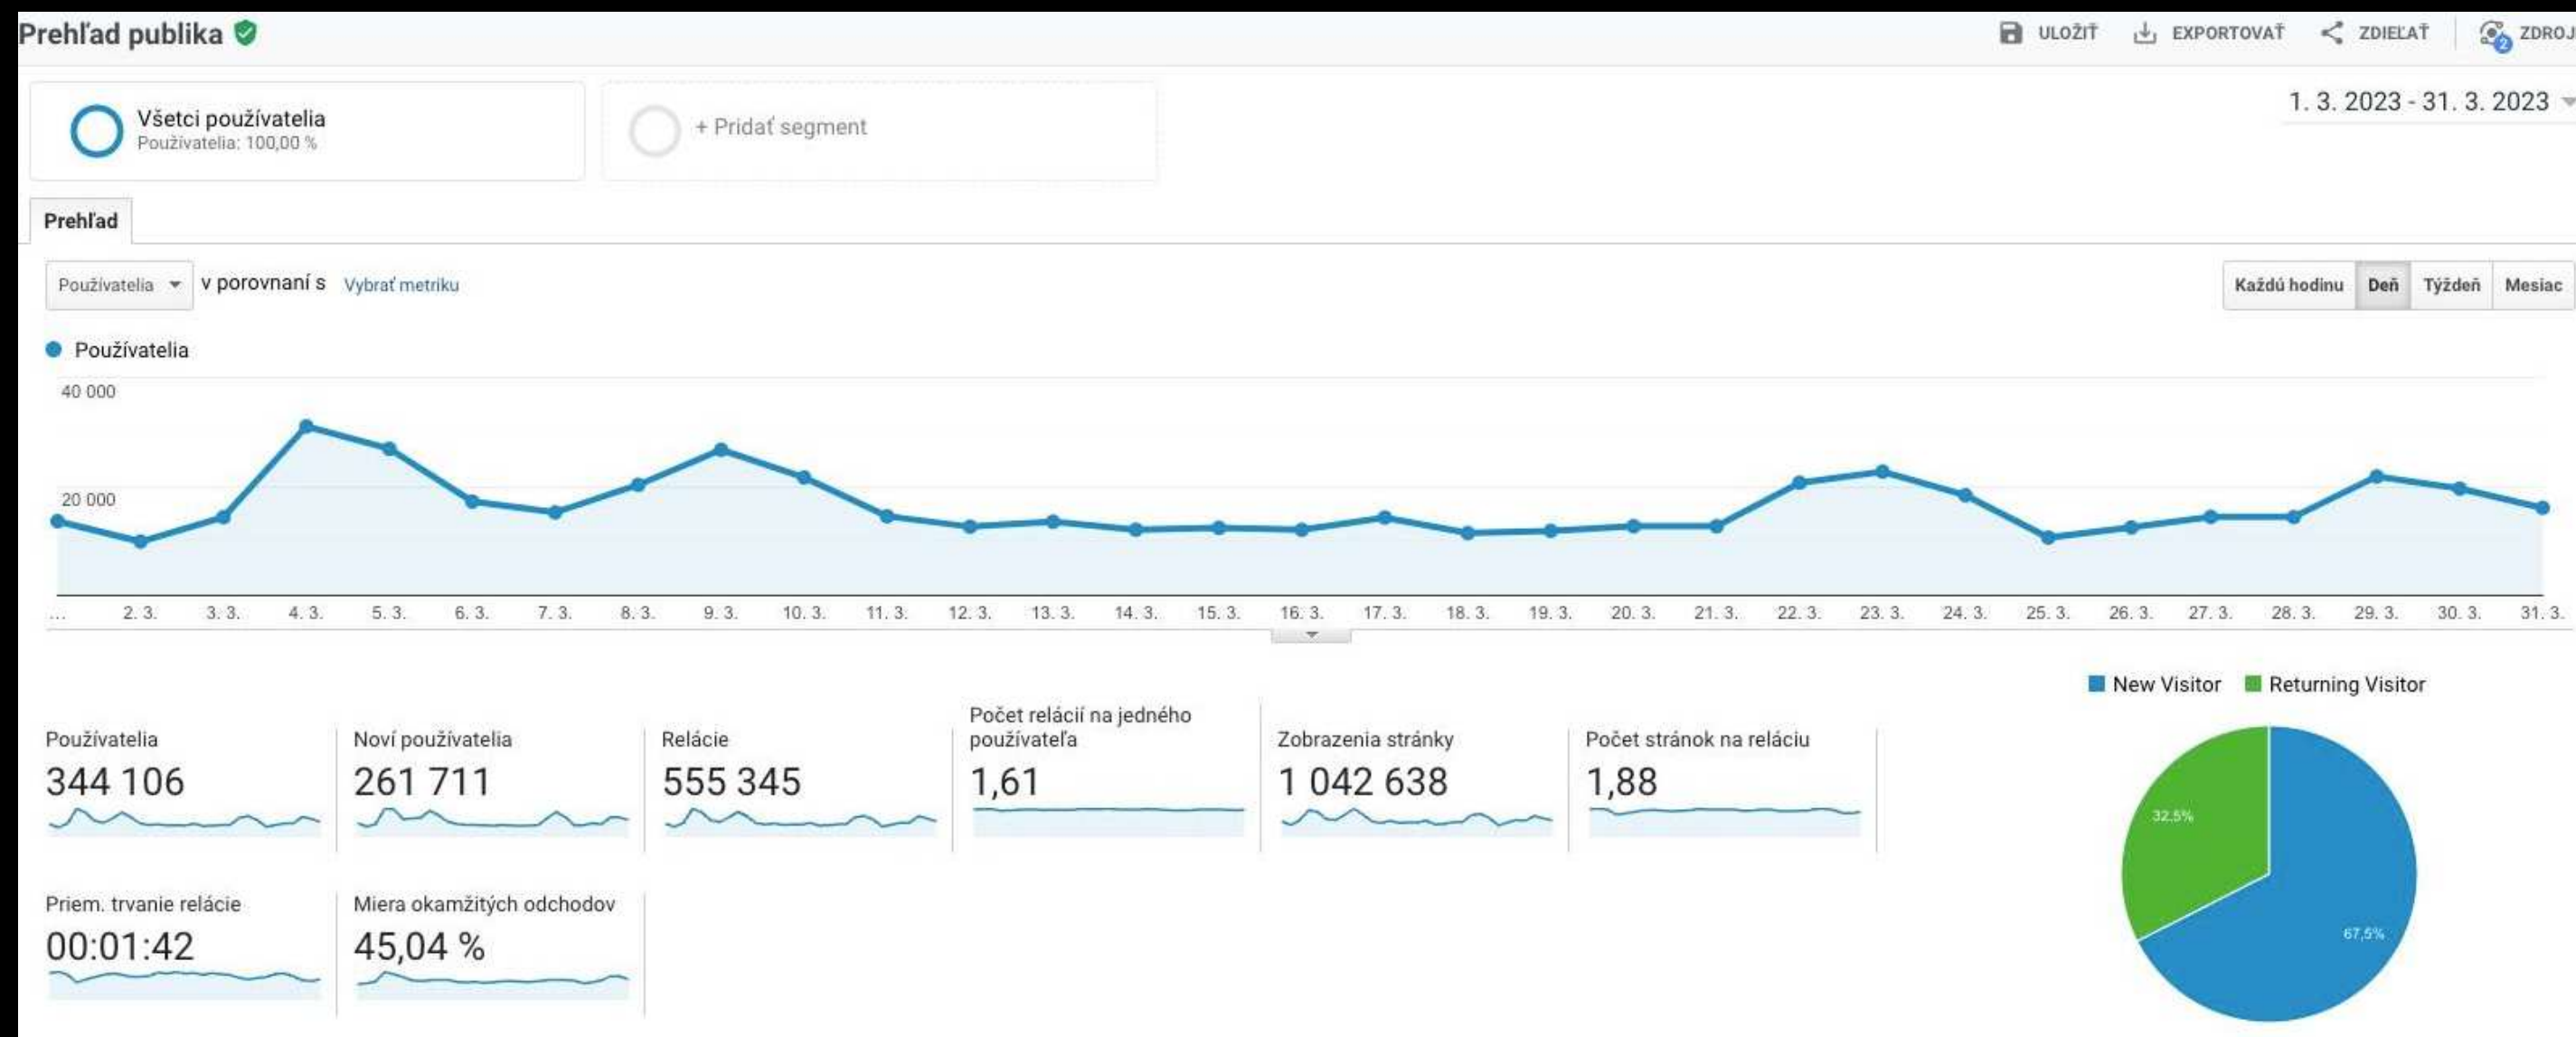 Prehľad publika
ULOŽIŤ EXPORTOVAŤ ZDIEĽAŤ 2 ZDROJ
Všetci používatelia
Používatelia: 100,00 %
+ Pridať segment
1. 3. 2023 - 31. 3. 2023
Prehľad
Používatelia v porovnaní s Vybrať metriku
Každú hodinu Deň Týždeň Mesiac
Používatelia
40 000
20 000
... 2. 3. 3. 3. 4. 3. 5. 3. 6. 3. 7. 3. 8. 3. 9. 3. 10. 3. 11. 3. 12. 3. 13. 3. 14. 3. 15. 3. 16. 3. 17. 3. 18. 3. 19. 3. 20. 3. 21. 3. 22. 3. 23. 3. 24. 3. 25. 3. 26. 3. 27. 3. 28. 3. 29. 3. 30. 3. 31. 3.
New Visitor Returning Visitor
Používatelia
344 106
Noví používatelia
261 711
Relácie
555 345
Počet relácií na jedného
používateľa
1,61
Zobrazenia stránky
1 042 638
Počet stránok na reláciu
1,88
Priem. trvanie relácie
00:01:42
Miera okamžitých odchodov
45,04 %
32,5%
67,5%